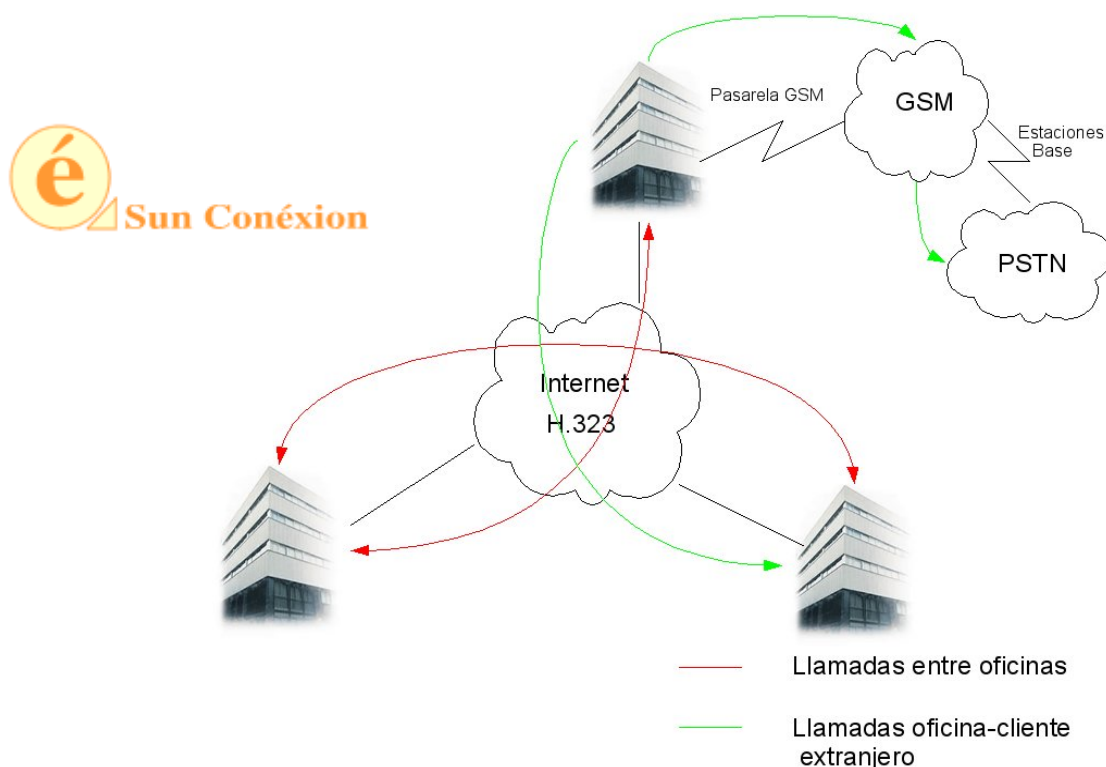 Pasarela GSM
GSM
Estaciones
Base
é
Sun Conéxion
PSTN
Internet
H.323
Llamadas entre oficinas
Llamadas oficina-cliente
extranjero